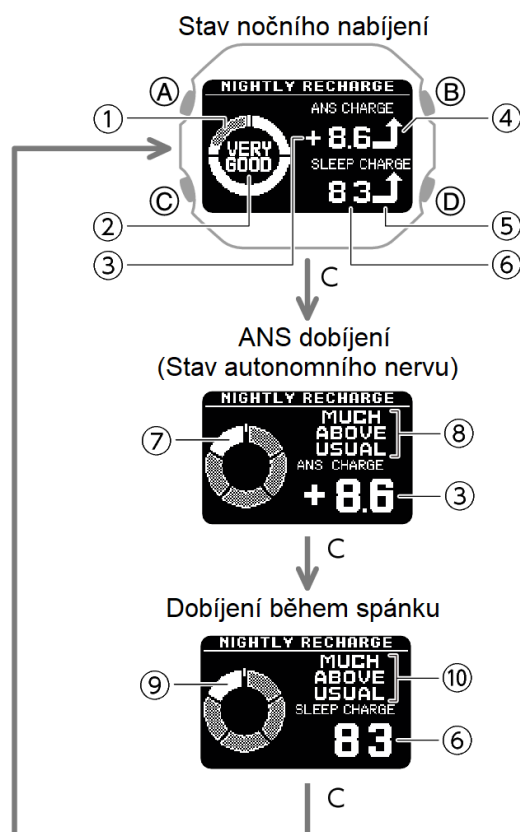 Stav nočního nabíjení
Ⓐ
Ⓑ
NIGHTLY RECHARGE
①
ANS CHARGE
④
+8.6
VERY
GOOD
SLEEP CHARGE
83
Ⓒ
Ⓓ
②
⑤
③
⑥
C
ANS dobíjení
(Stav autonomního nervu)
NIGHTLY RECHARGE
⑦
MUCH
ABOVE
USUAL
⑧
ANS CHARGE
+8.6
③
C
Dobíjení během spánku
NIGHTLY RECHARGE
⑨
MUCH
ABOVE
USUAL
⑩
SLEEP CHARGE
83
⑥
C